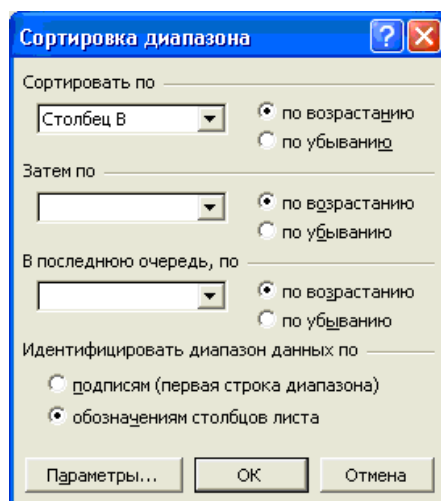 Сортировка диапазона
Сортировать по
Столбец B
по возрастанию
по убыванию
Затем по
по возрастанию
по убыванию
В последнюю очередь, по
по возрастанию
по убыванию
Идентифицировать диапазон данных по
подписям (первая строка диапазона)
обозначениям столбцов листа
Параметры... ОК Отмена